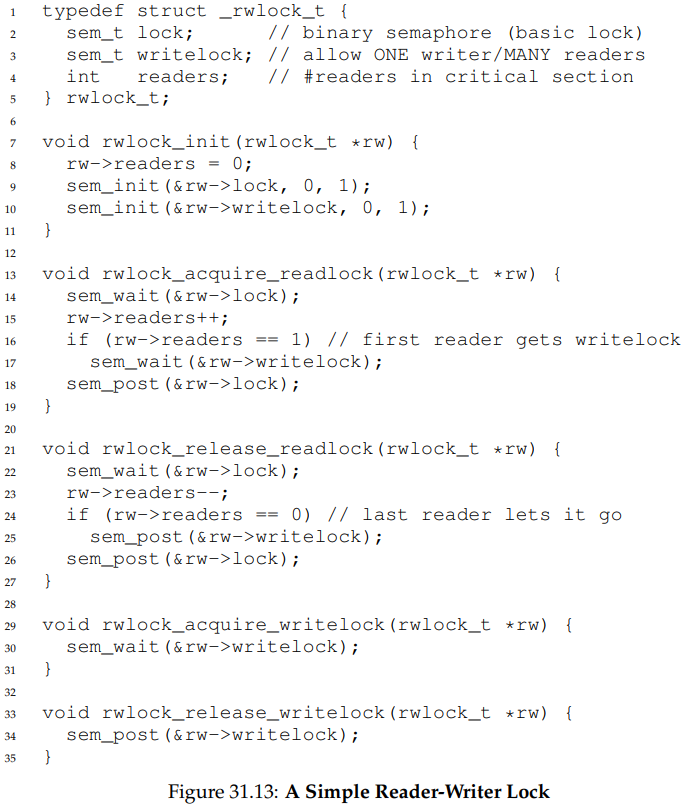 1 typedef struct _rwlock_t {
2   sem_t lock;      // binary semaphore (basic lock)
3   sem_t writelock; // allow ONE writer/MANY readers
4   int   readers;   // #readers in critical section
5 } rwlock_t;
6
7 void rwlock_init(rwlock_t *rw) {
8   rw->readers = 0;
9   sem_init(&rw->lock, 0, 1);
10   sem_init(&rw->writelock, 0, 1);
11 }
12
13 void rwlock_acquire_readlock(rwlock_t *rw) {
14   sem_wait(&rw->lock);
15   rw->readers++;
16   if (rw->readers == 1) // first reader gets writelock
17     sem_wait(&rw->writelock);
18   sem_post(&rw->lock);
19 }
20
21 void rwlock_release_readlock(rwlock_t *rw) {
22   sem_wait(&rw->lock);
23   rw->readers--;
24   if (rw->readers == 0) // last reader lets it go
25     sem_post(&rw->writelock);
26   sem_post(&rw->lock);
27 }
28
29 void rwlock_acquire_writelock(rwlock_t *rw) {
30   sem_wait(&rw->writelock);
31 }
32
33 void rwlock_release_writelock(rwlock_t *rw) {
34   sem_post(&rw->writelock);
35 }
Figure 31.13: A Simple Reader-Writer Lock